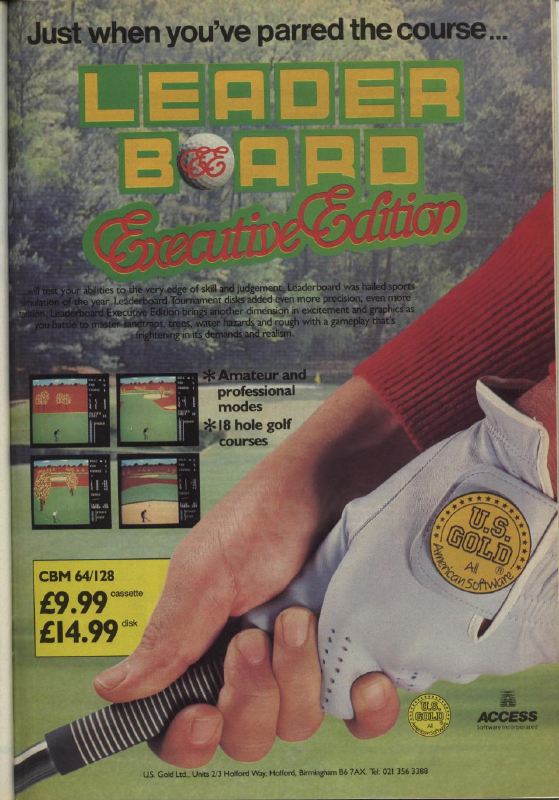 Just when you've parred the course...
LEADER
BOARD
Executive Edition
...will test your abilities to the very edge of skill and judgement. Leaderboard was hailed sports
simulation of the year. Leaderboard Tournament disks added even more precision, even more
tension. Leaderboard Executive Edition brings another dimension in excitement and graphics as
you battle to master sandtraps, trees, water hazards and rough with a gameplay that's
frightening in its demands and realism.
*Amateur and
professional
modes
*18 hole golf
courses
U.S.
GOLD
®
All
American Software
CBM 64/128
£9.99 cassette
£14.99 disk
U.S.
GOLD
All
American Software
ACCESS
Software Incorporated
U.S. Gold Ltd., Units 2/3 Holford Way, Holford, Birmingham B6 7AX. Tel: 021 356 3388